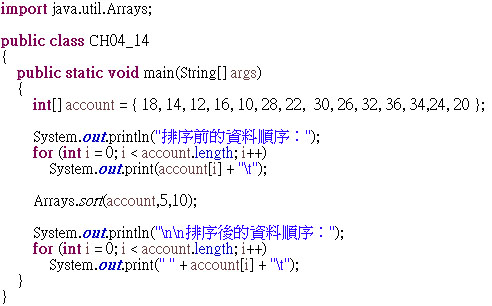 import java.util.Arrays;
public class CH04_14
{
public static void main(String[] args)
{
int[] account = { 18, 14, 12, 16, 10, 28, 22,  30, 26, 32, 36, 34,24, 20 };
System.out.println("排序前的資料順序：");
for (int i = 0; i < account.length; i++)
System.out.print(account[i] + "\t");
Arrays.sort(account,5,10);
System.out.println("\n\n排序後的資料順序：");
for (int i = 0; i < account.length; i++)
System.out.print(" " + account[i] + "\t");
}
}